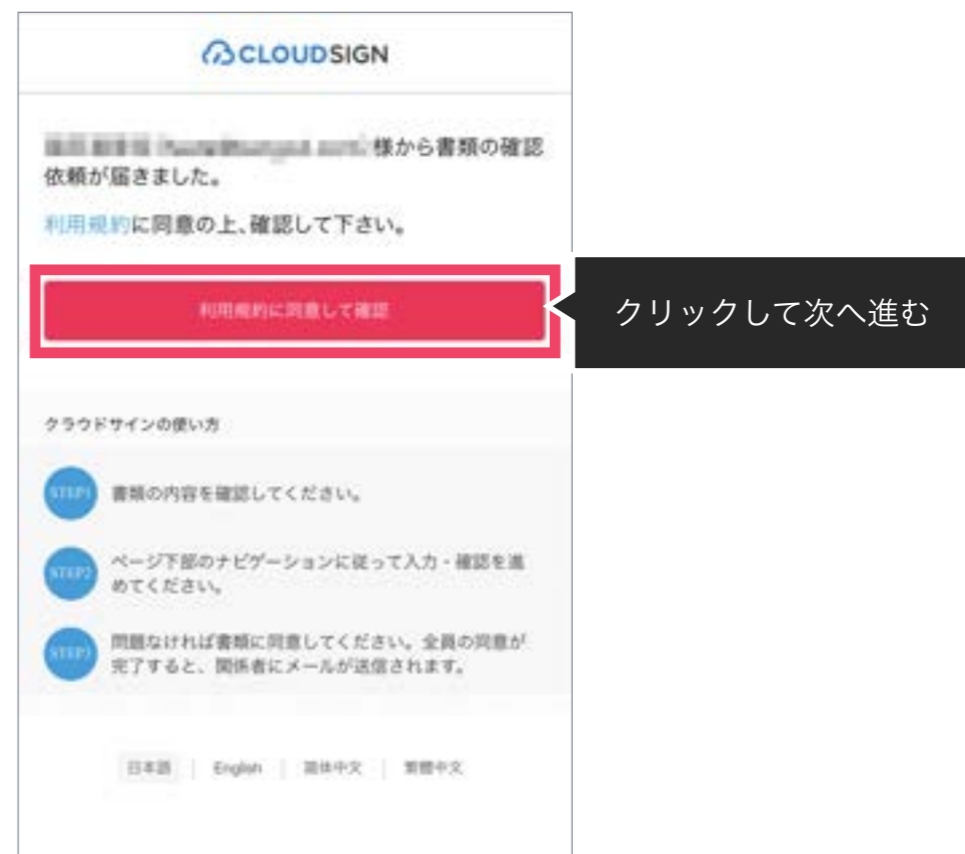 CLOUDSIGN
様から書類の確認
依頼が届きました。
利用規約に同意の上、確認して下さい。
利用規約に同意して確認
クリックして次へ進む
クラウドサインの使い方
STEP1
書類の内容を確認してください。
STEP2
ページ下部のナビゲーションに従って入力・確認を進
めてください。
STEP3
問題なければ書類に同意してください。全員の同意が
完了すると、関係者にメールが送信されます。
日本語 | English | 简体中文 | 繁體中文